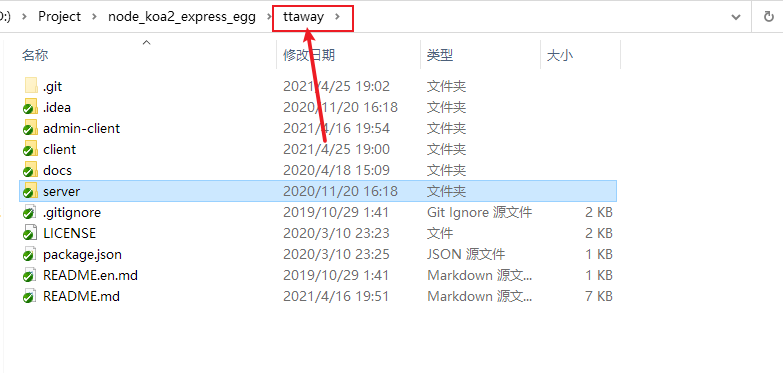 :) › Project › node_koa2_express_egg › ttaway ›
名称 修改日期 类型 大小
.git 2021/4/25 19:02 文件夹
.idea 2020/11/20 16:18 文件夹
admin-client 2021/4/16 19:54 文件夹
client 2021/4/25 19:00 文件夹
docs 2020/4/18 15:09 文件夹
server 2020/11/20 16:18 文件夹
.gitignore 2019/10/29 1:41 Git Ignore 源文件 2 KB
LICENSE 2020/3/10 23:23 文件 2 KB
package.json 2020/3/10 23:25 JSON 源文件 1 KB
README.en.md 2019/10/29 1:41 Markdown 源文... 1 KB
README.md 2021/4/16 19:51 Markdown 源文... 7 KB